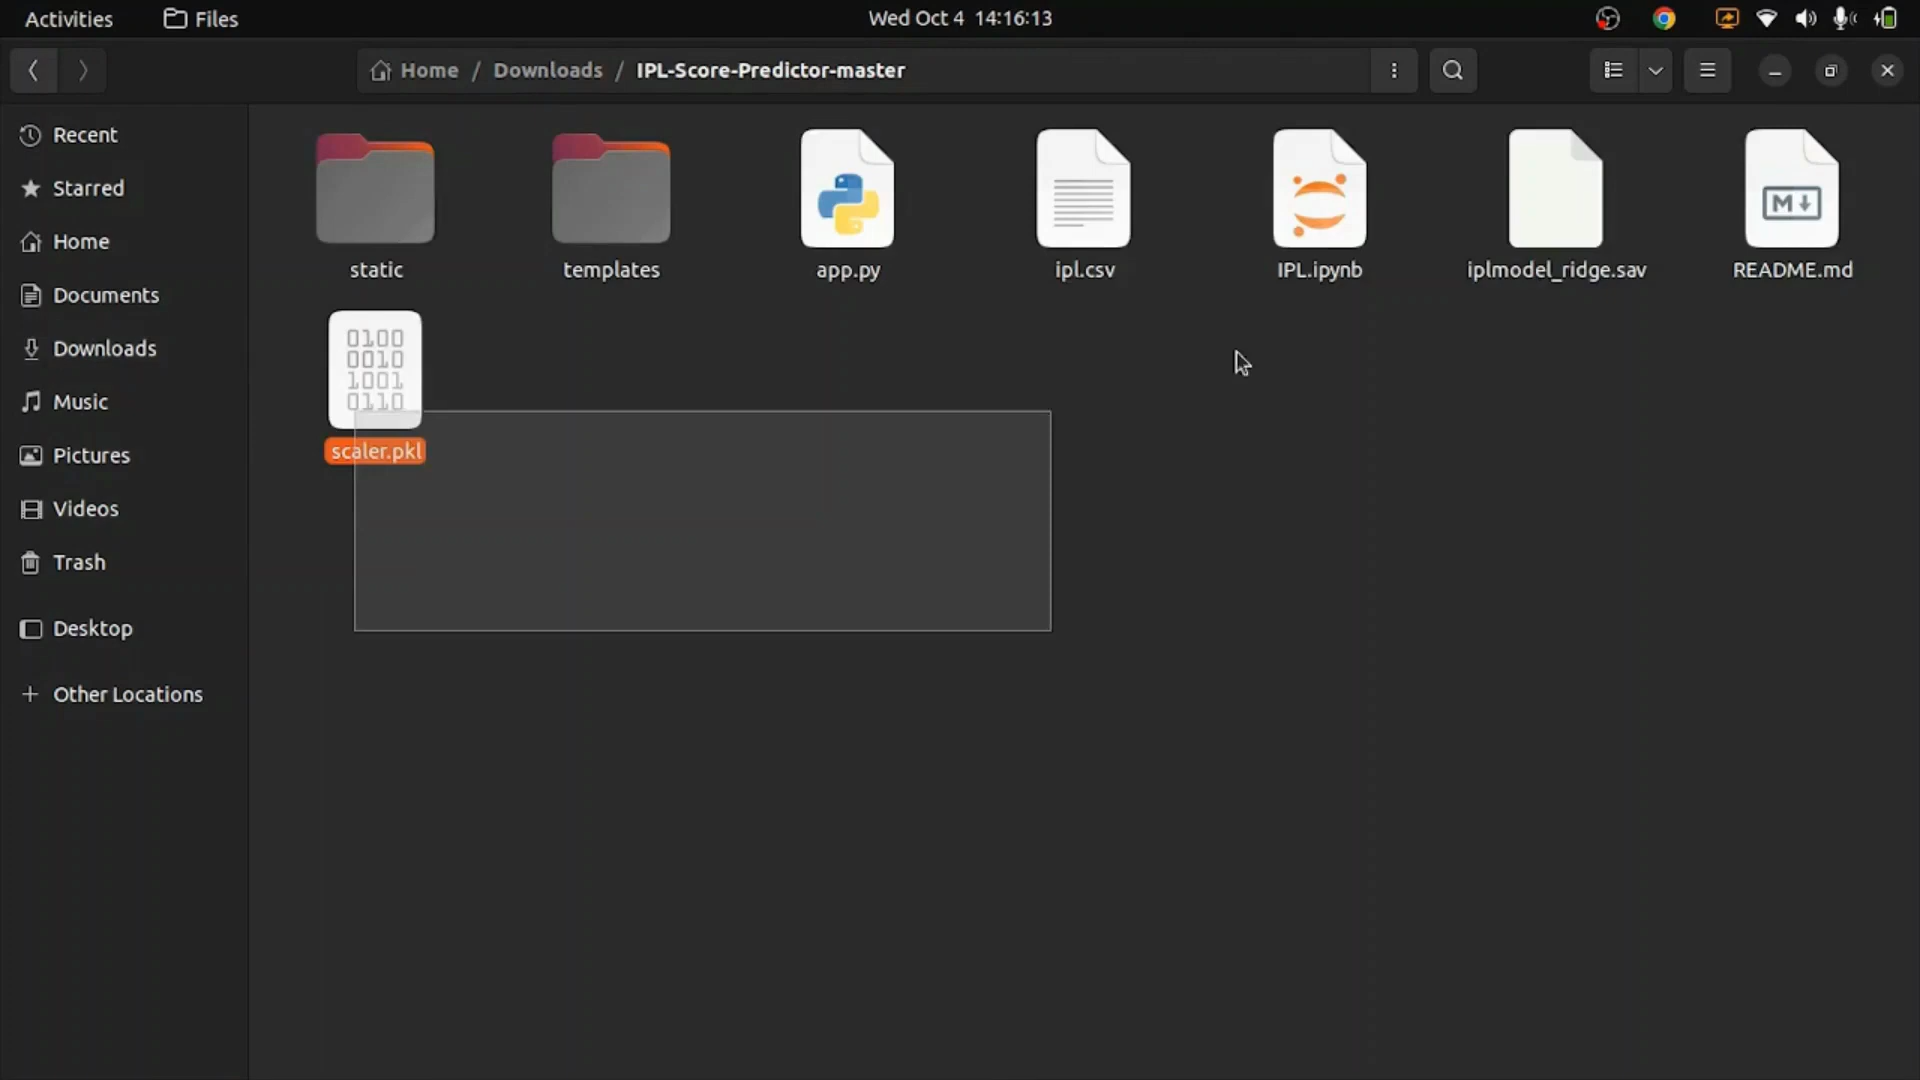 Activities Files Wed Oct 4 14:16:13
Home / Downloads / IPL-Score-Predictor-master
Recent
Starred
Home
Documents
Downloads
Music
Pictures
Videos
Trash
Desktop
+ Other Locations
static templates app.py ipl.csv IPL.ipynb iplmodel_ridge.sav README.md
M
0100
0010
1001
0110
scaler.pkl